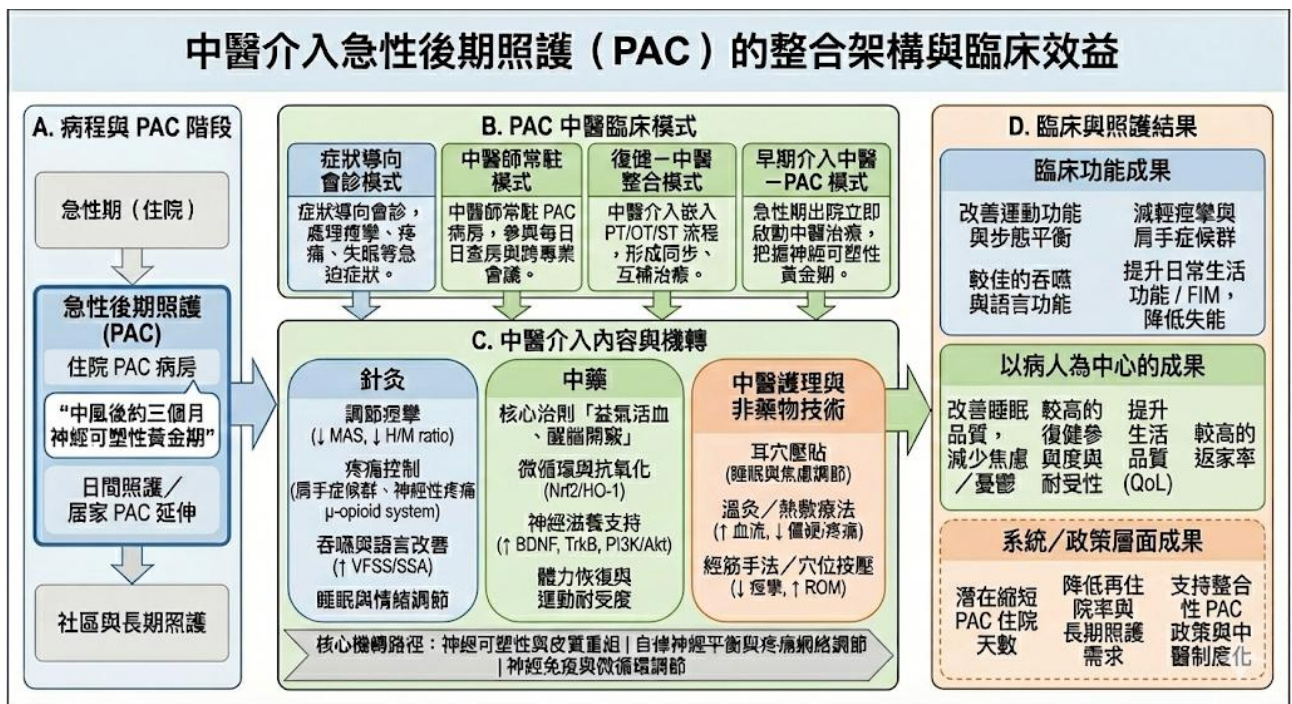 中醫介入急性後期照護（PAC）的整合架構與臨床效益
A. 病程與 PAC 階段
急性期（住院）
急性後期照護
(PAC)
住院 PAC 病房
“中風後約三個月
神經可塑性黃金期”
日間照護／
居家 PAC 延伸
社區與長期照護
B. PAC 中醫臨床模式
症狀導向
會診模式
症狀導向會診，
處理痙攣、疼
痛、失眠等急
迫症狀。
中醫師常駐
模式
中醫師常駐 PAC
病房，參與每日
日查房與跨專業
會議。
復健－中醫
整合模式
中醫介入嵌入
PT/OT/ST 流程
，形成同步、
互補治療。
早期介入中醫
－PAC 模式
急性期出院立即
啟動中醫治療，
把握神經可塑性
黃金期。
C. 中醫介入內容與機轉
針灸
調節痙攣
(↓ MAS, ↓ H/M ratio)
疼痛控制
(肩手症候群、神經性疼痛
μ-opioid system)
吞嚥與語言改善
(↑ VFSS/SSA)
睡眠與情緒調節
中藥
核心治則「益氣活血
、醒腦開竅」
微循環與抗氧化
(Nrf2/HO-1)
神經滋養支持
(↑ BDNF, TrkB, PI3K/Akt)
體力恢復與
運動耐受度
中醫護理與
非藥物技術
耳穴壓貼
(睡眠與焦慮調節)
溫灸／熱敷療法
(↑ 血流, ↓ 僵硬/疼痛)
經筋手法／穴位按壓
(↓ 痙攣, ↑ ROM)
核心機轉路徑：神經可塑性與皮質重組 | 自律神經平衡與疼痛網絡調節
| 神經免疫與微循環調節
D. 臨床與照護結果
臨床功能成果
改善運動功能
與步態平衡
減輕痙攣與
肩手症候群
較佳的吞嚥
與語言功能
提升日常生活
功能 / FIM，
降低失能
以病人為中心的成果
改善睡眠
品質，
減少焦慮
／憂鬱
較高的
復健參
與度與
耐受性
提升
生活
品質
(QoL)
較高的
返家率
系統／政策層面成果
潛在縮短
PAC 住院
天數
降低再住
院率與
長期照護
需求
支持整合
性 PAC
政策與中
醫制度化